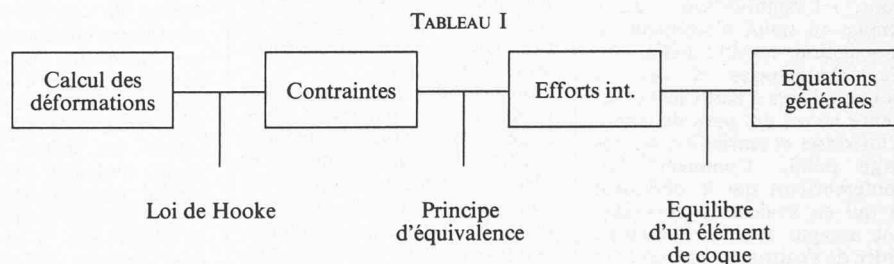 TABLEAU I
Calcul des
déformations
Contraintes
Efforts int.
Equations
générales
Loi de Hooke
Principe
d'équivalence
Equilibre
d'un élément
de coque